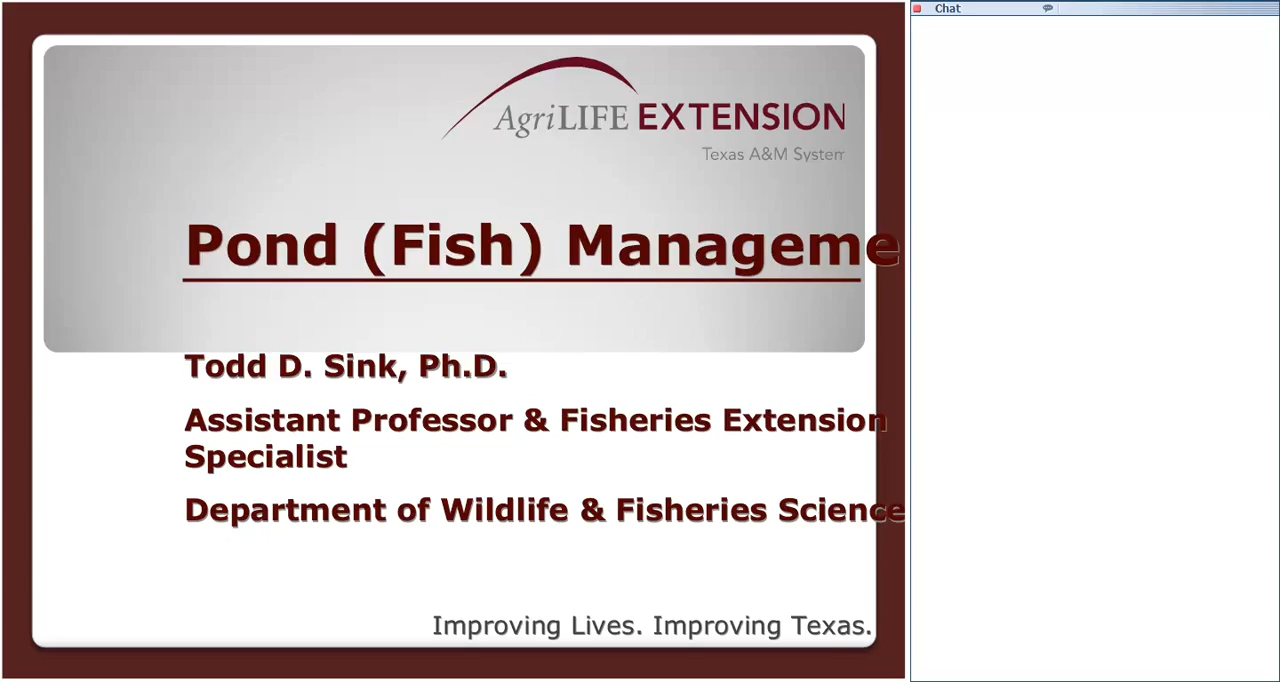 Chat
AgriLIFE EXTENSION
Texas A&M System
Pond (Fish) Manageme
Todd D. Sink, Ph.D.
Assistant Professor & Fisheries Extension
Specialist
Department of Wildlife & Fisheries Science
Improving Lives. Improving Texas.